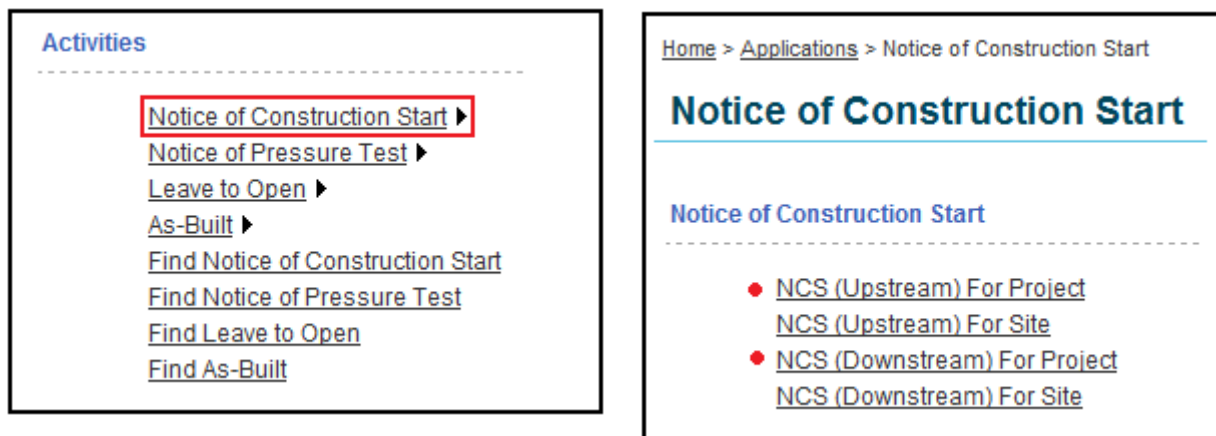 Activities
Notice of Construction Start
Notice of Pressure Test
Leave to Open
As-Built
Find Notice of Construction Start
Find Notice of Pressure Test
Find Leave to Open
Find As-Built
Home > Applications > Notice of Construction Start
Notice of Construction Start
Notice of Construction Start
NCS (Upstream) For Project
NCS (Upstream) For Site
NCS (Downstream) For Project
NCS (Downstream) For Site